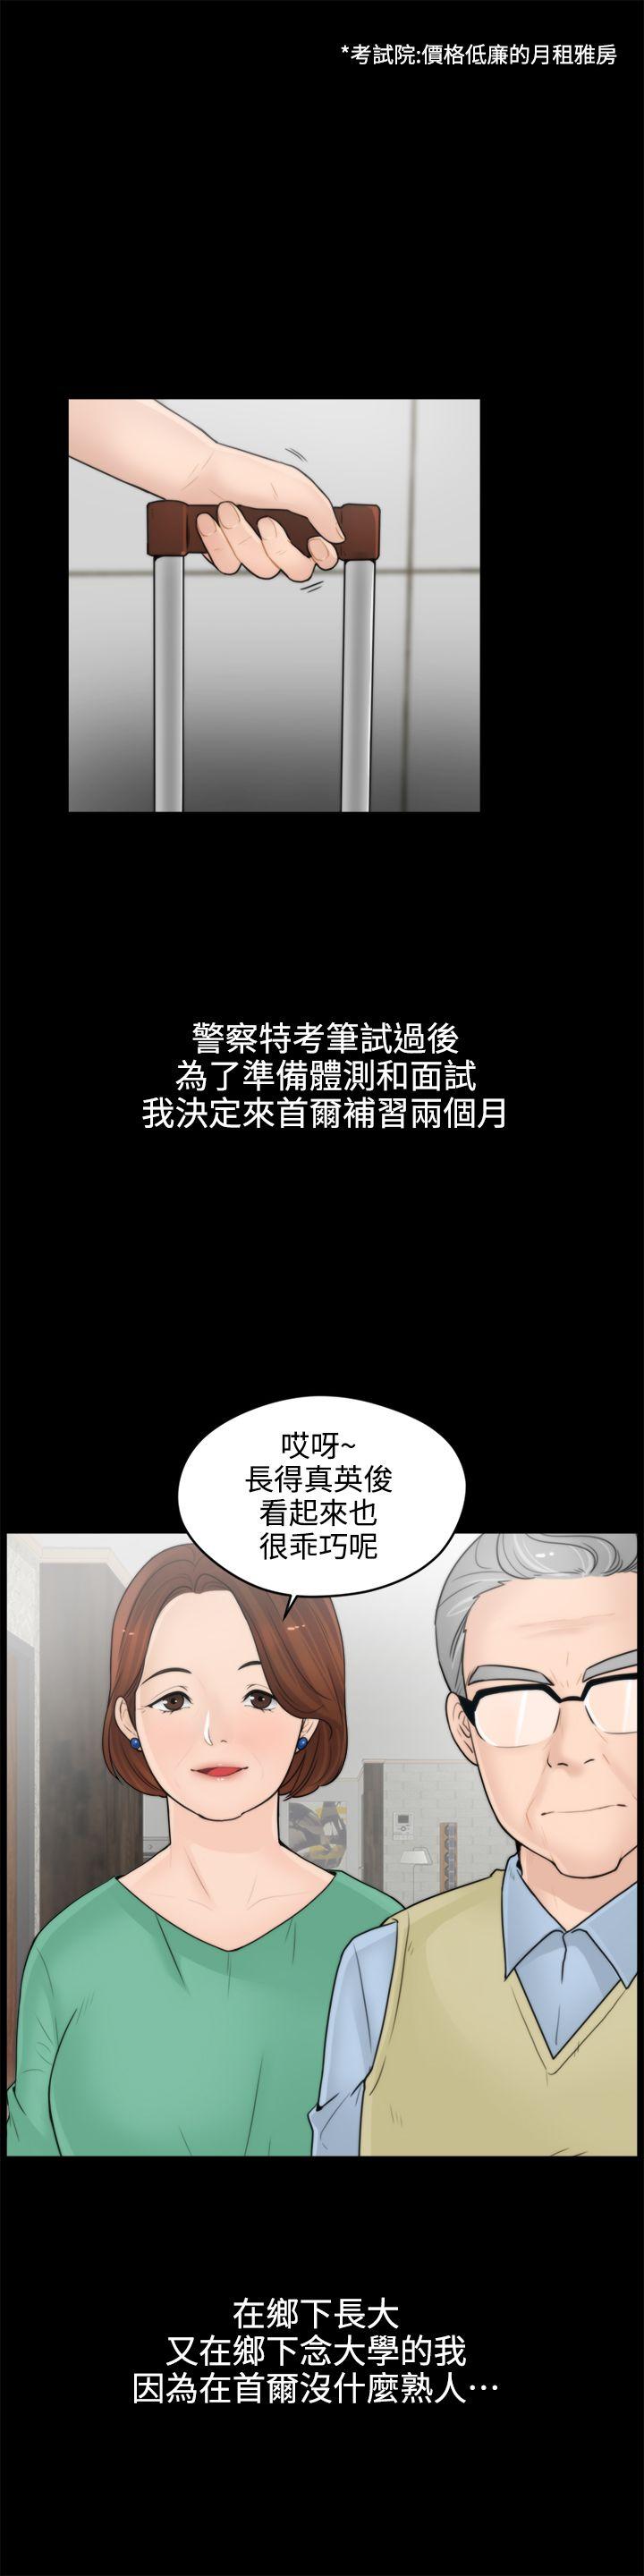 *考試院:價格低廉的月租雅房
警察特考筆試過後
為了準備體測和面試
我決定來首爾補習兩個月
哎呀~
長得真英俊
看起來也
很乖巧呢
在鄉下長大
又在鄉下念大學的我
因為在首爾沒什麼熟人⋯